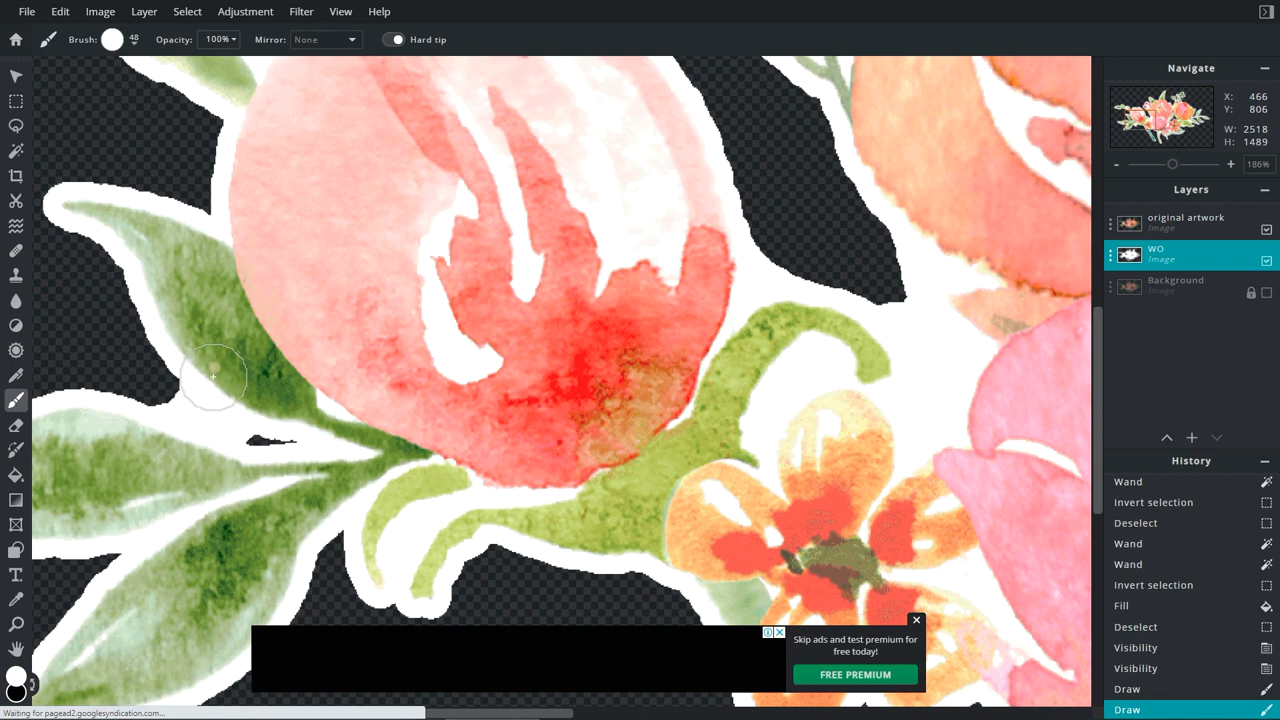 File Edit Image Layer Select Adjustment Filter View Help
Brush: 48 Opacity: 100% Mirror: None Hard tip
Navigate
X: 466
Y: 806
W: 2518
H: 1489
- + 186%
Layers
original artwork
Image
WO
Image
Background
Image
History
Wand
Invert selection
Deselect
Wand
Wand
Invert selection
Fill
Deselect
Visibility
Visibility
Draw
Draw
Skip ads and test premium for
free today!
FREE PREMIUM
Waiting for pagead2.googlesyndication.com...